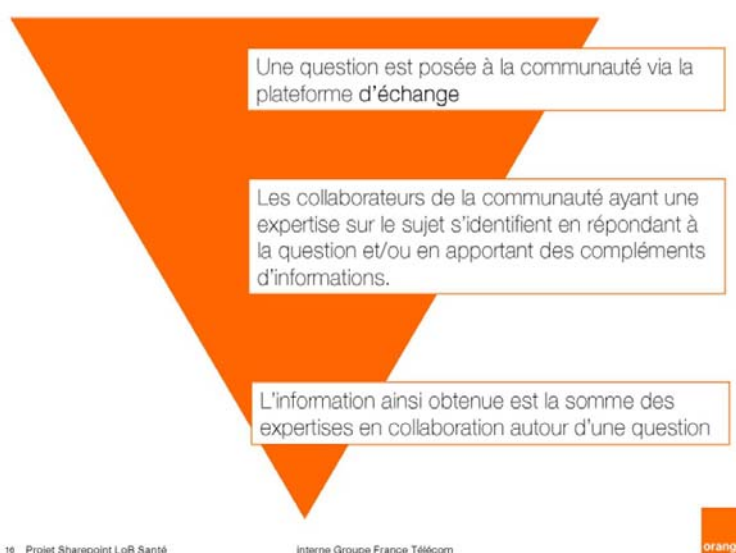 Une question est posée à la communauté via la
plateforme d'échange
Les collaborateurs de la communauté ayant une
expertise sur le sujet s'identifient en répondant à
la question et/ou en apportant des compléments
d'informations.
L'information ainsi obtenue est la somme des
expertises en collaboration autour d'une question
16 Projet Sharepoint LoB Santé
interne Groupe France Télécom
orange